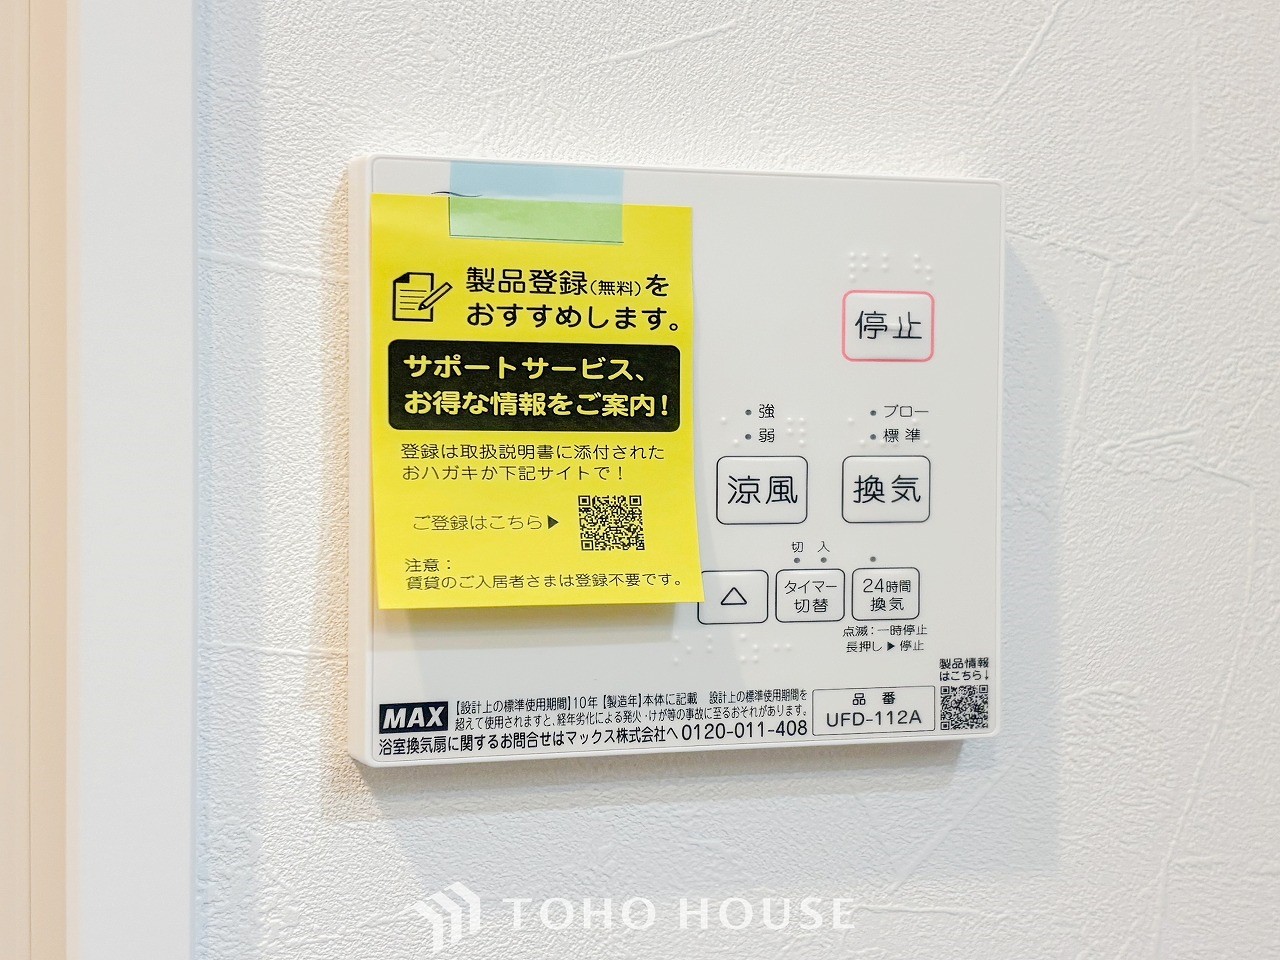 製品登録(無料)を
おすすめします。
サポートサービス、
お得な情報をご案内！
登録は取扱説明書に添付された
おハガキか下記サイトで！
ご登録はこちら▶
注意：
賃貸のご入居者さまは登録不要です。
停止
強
弱
涼風
ブロー
標準
換気
切 入
△
タイマー
切替
24時間
換気
点滅：一時停止
長押し▶停止
製品情報
はこちら↓
MAX
【設計上の標準使用期間】10年 【製造年】本体に記載 設計上の標準使用期間を
超えて使用されますと、経年劣化による発火・けが等の事故に至るおそれがあります。
浴室換気扇に関するお問合せはマックス株式会社へ 0120-011-408
品 番
UFD-112A
TOHO HOUSE